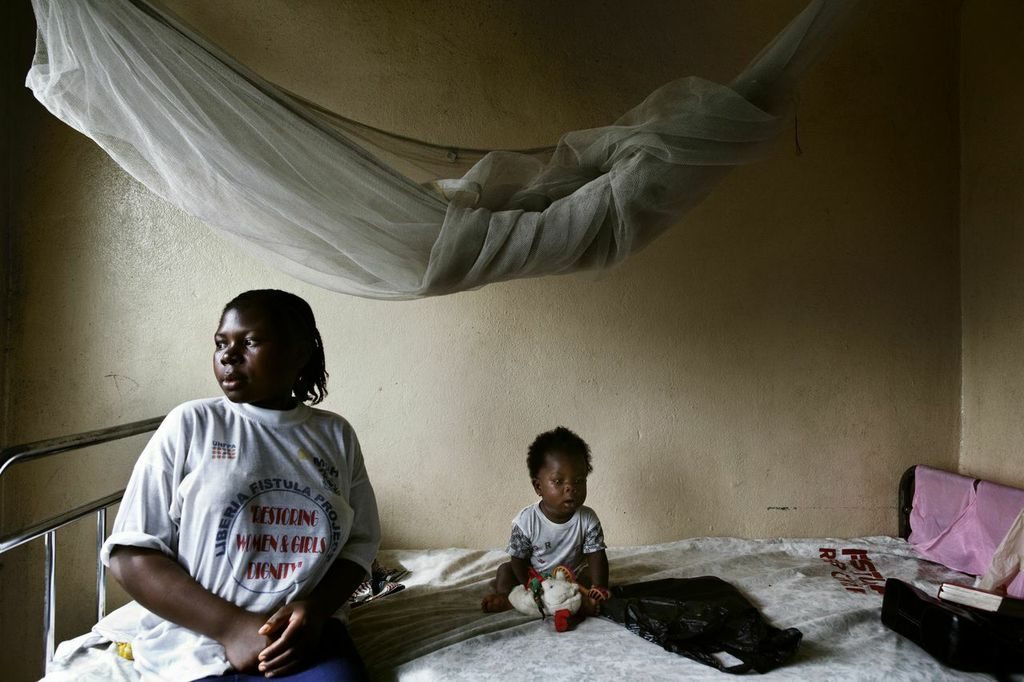 UNFPA
LIBERIA FISTULA PROJECT
"RESTORING
WOMEN & GIRLS
DIGNITY"
FISTULA